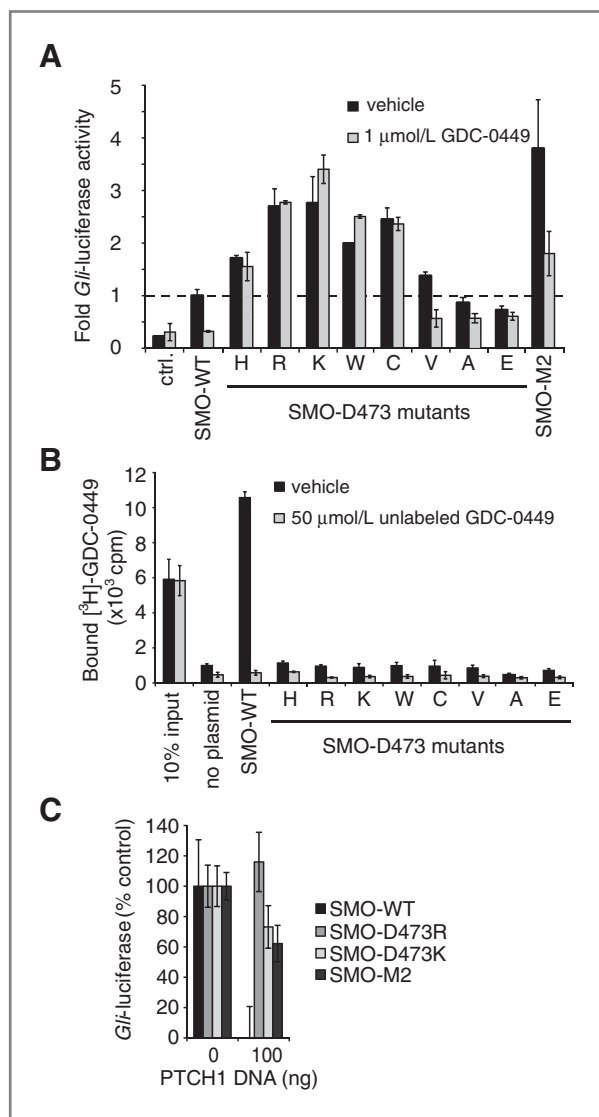 A
Fold Gli-luciferase activity
5
4
3
2
1
0
vehicle
1 μmol/L GDC-0449
ctrl.
SMO-WT
H R K W C V A E
SMO-D473 mutants
SMO-M2
B
Bound [³H]-GDC-0449
(x10³ cpm)
12
10
8
6
4
2
0
vehicle
50 μmol/L unlabeled GDC-0449
10% input
no plasmid
SMO-WT
H R K W C V A E
SMO-D473 mutants
C
Gli-luciferase (% control)
140
120
100
80
60
40
20
0
SMO-WT
SMO-D473R
SMO-D473K
SMO-M2
0 100
PTCH1 DNA (ng)